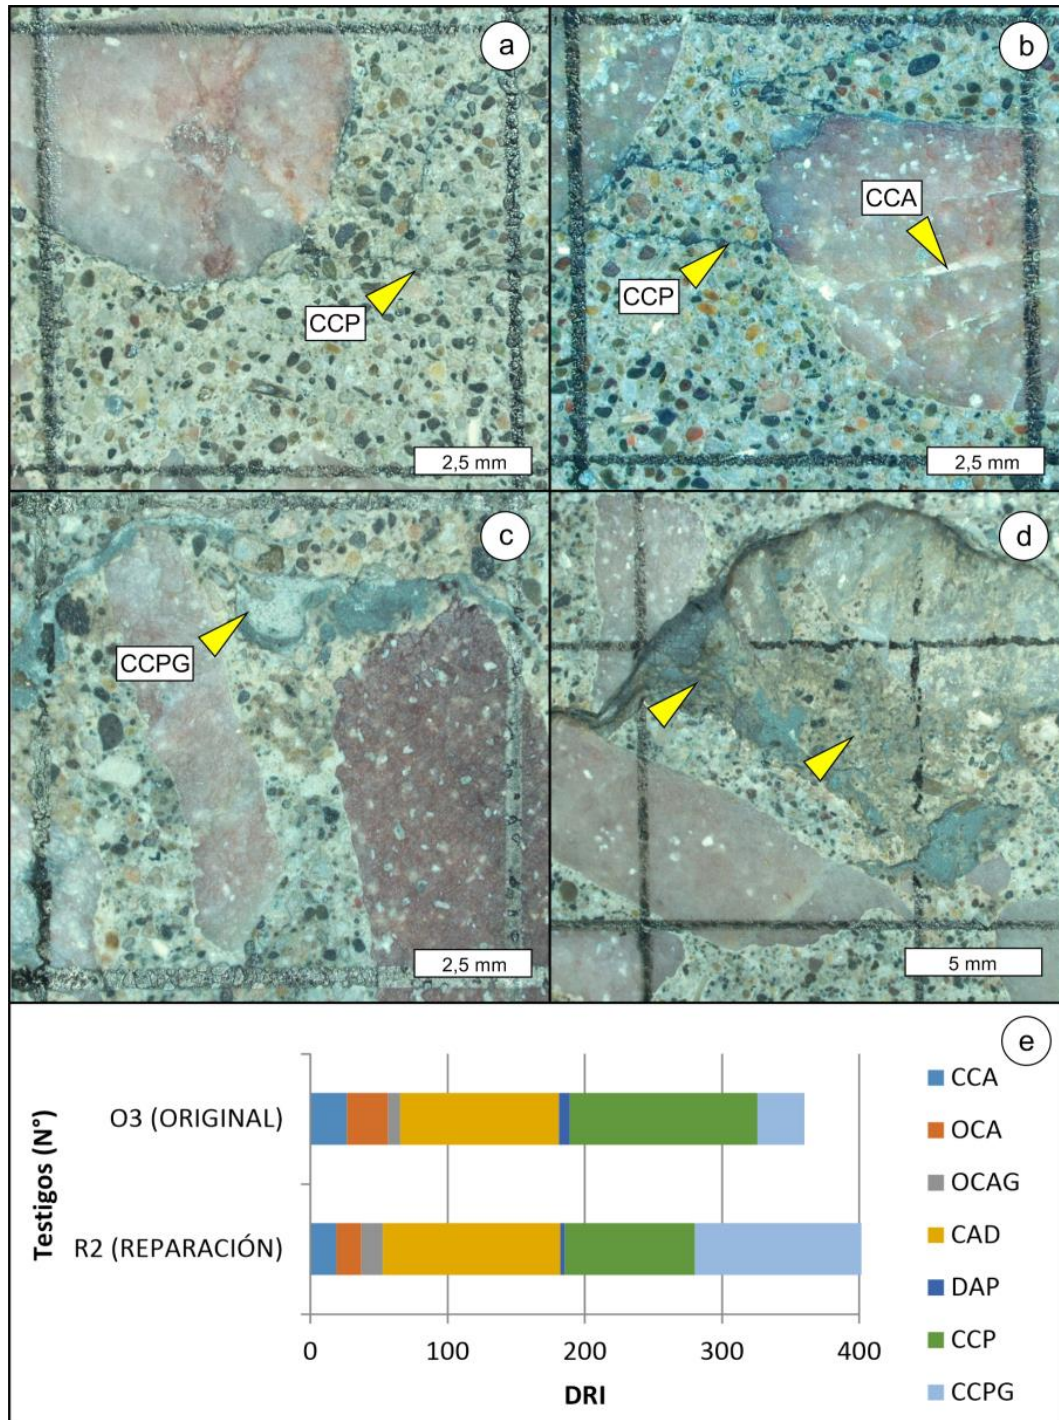 a
CCP
2,5 mm
b
CCA
CCP
2,5 mm
c
CCPG
2,5 mm
d
5 mm
e
Testigos (N°)
O3 (ORIGINAL)
R2 (REPARACIÓN)
0
100
200
300
400
DRI
CCA
OCA
OCAG
CAD
DAP
CCP
CCPG